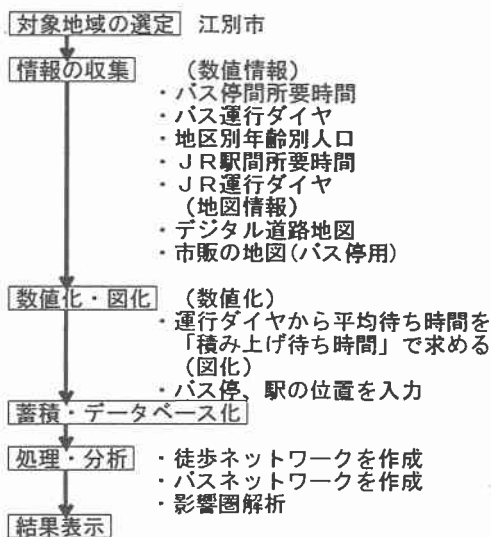 対象地域の選定 江別市
情報の収集 (数値情報)
・バス停間所要時間
・バス運行ダイヤ
・地区別年齢別人口
・JR駅間所要時間
・JR運行ダイヤ
(地図情報)
・デジタル道路地図
・市販の地図(バス停用)
数値化・図化 (数値化)
・運行ダイヤから平均待ち時間を
「積み上げ待ち時間」で求める
(図化)
・バス停、駅の位置を入力
蓄積・データベース化
処理・分析 ・徒歩ネットワークを作成
・バスネットワークを作成
・影響圏解析
結果表示